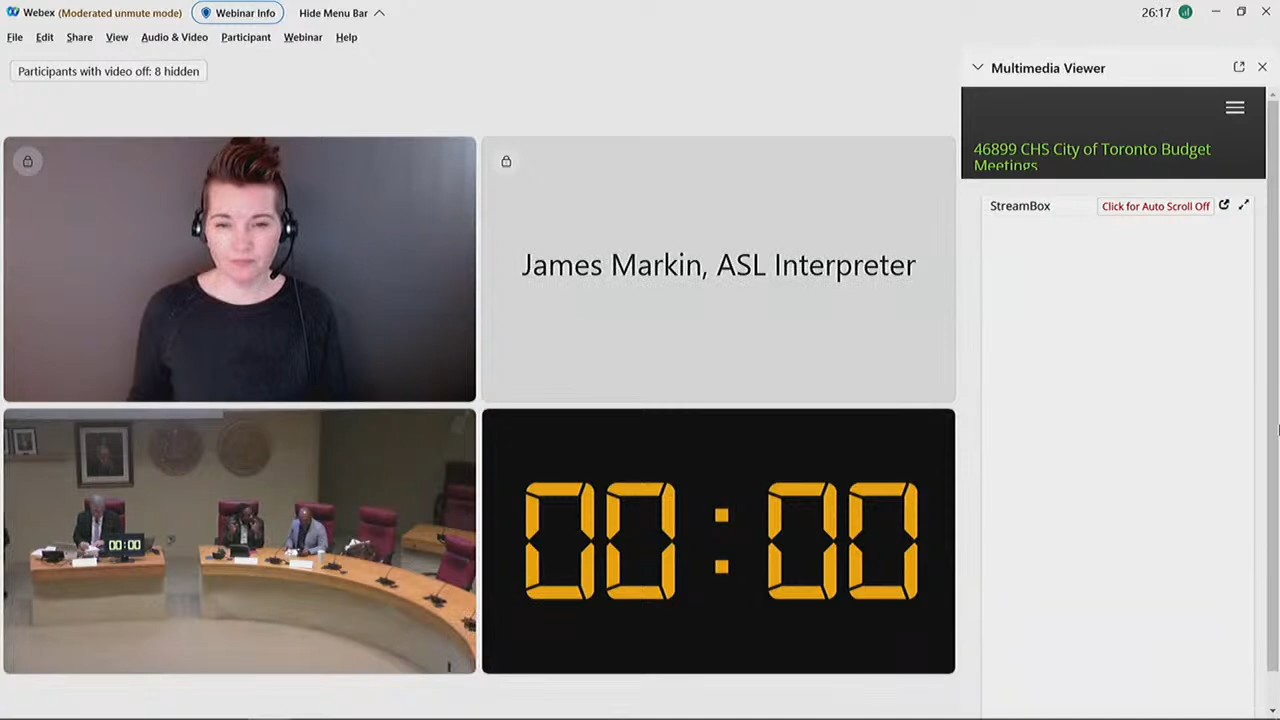 Webex (Moderated unmute mode) Webinar Info Hide Menu Bar 26:17
File Edit Share View Audio & Video Participant Webinar Help
Participants with video off: 8 hidden
Multimedia Viewer
46899 CHS City of Toronto Budget
Meetings
StreamBox Click for Auto Scroll Off
James Markin, ASL Interpreter
00:00
00:00